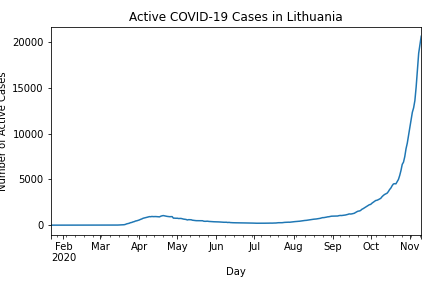 Active COVID-19 Cases in Lithuania
Number of Active Cases
20000
15000
10000
5000
0
Feb Mar Apr May Jun Jul Aug Sep Oct Nov
2020
Day